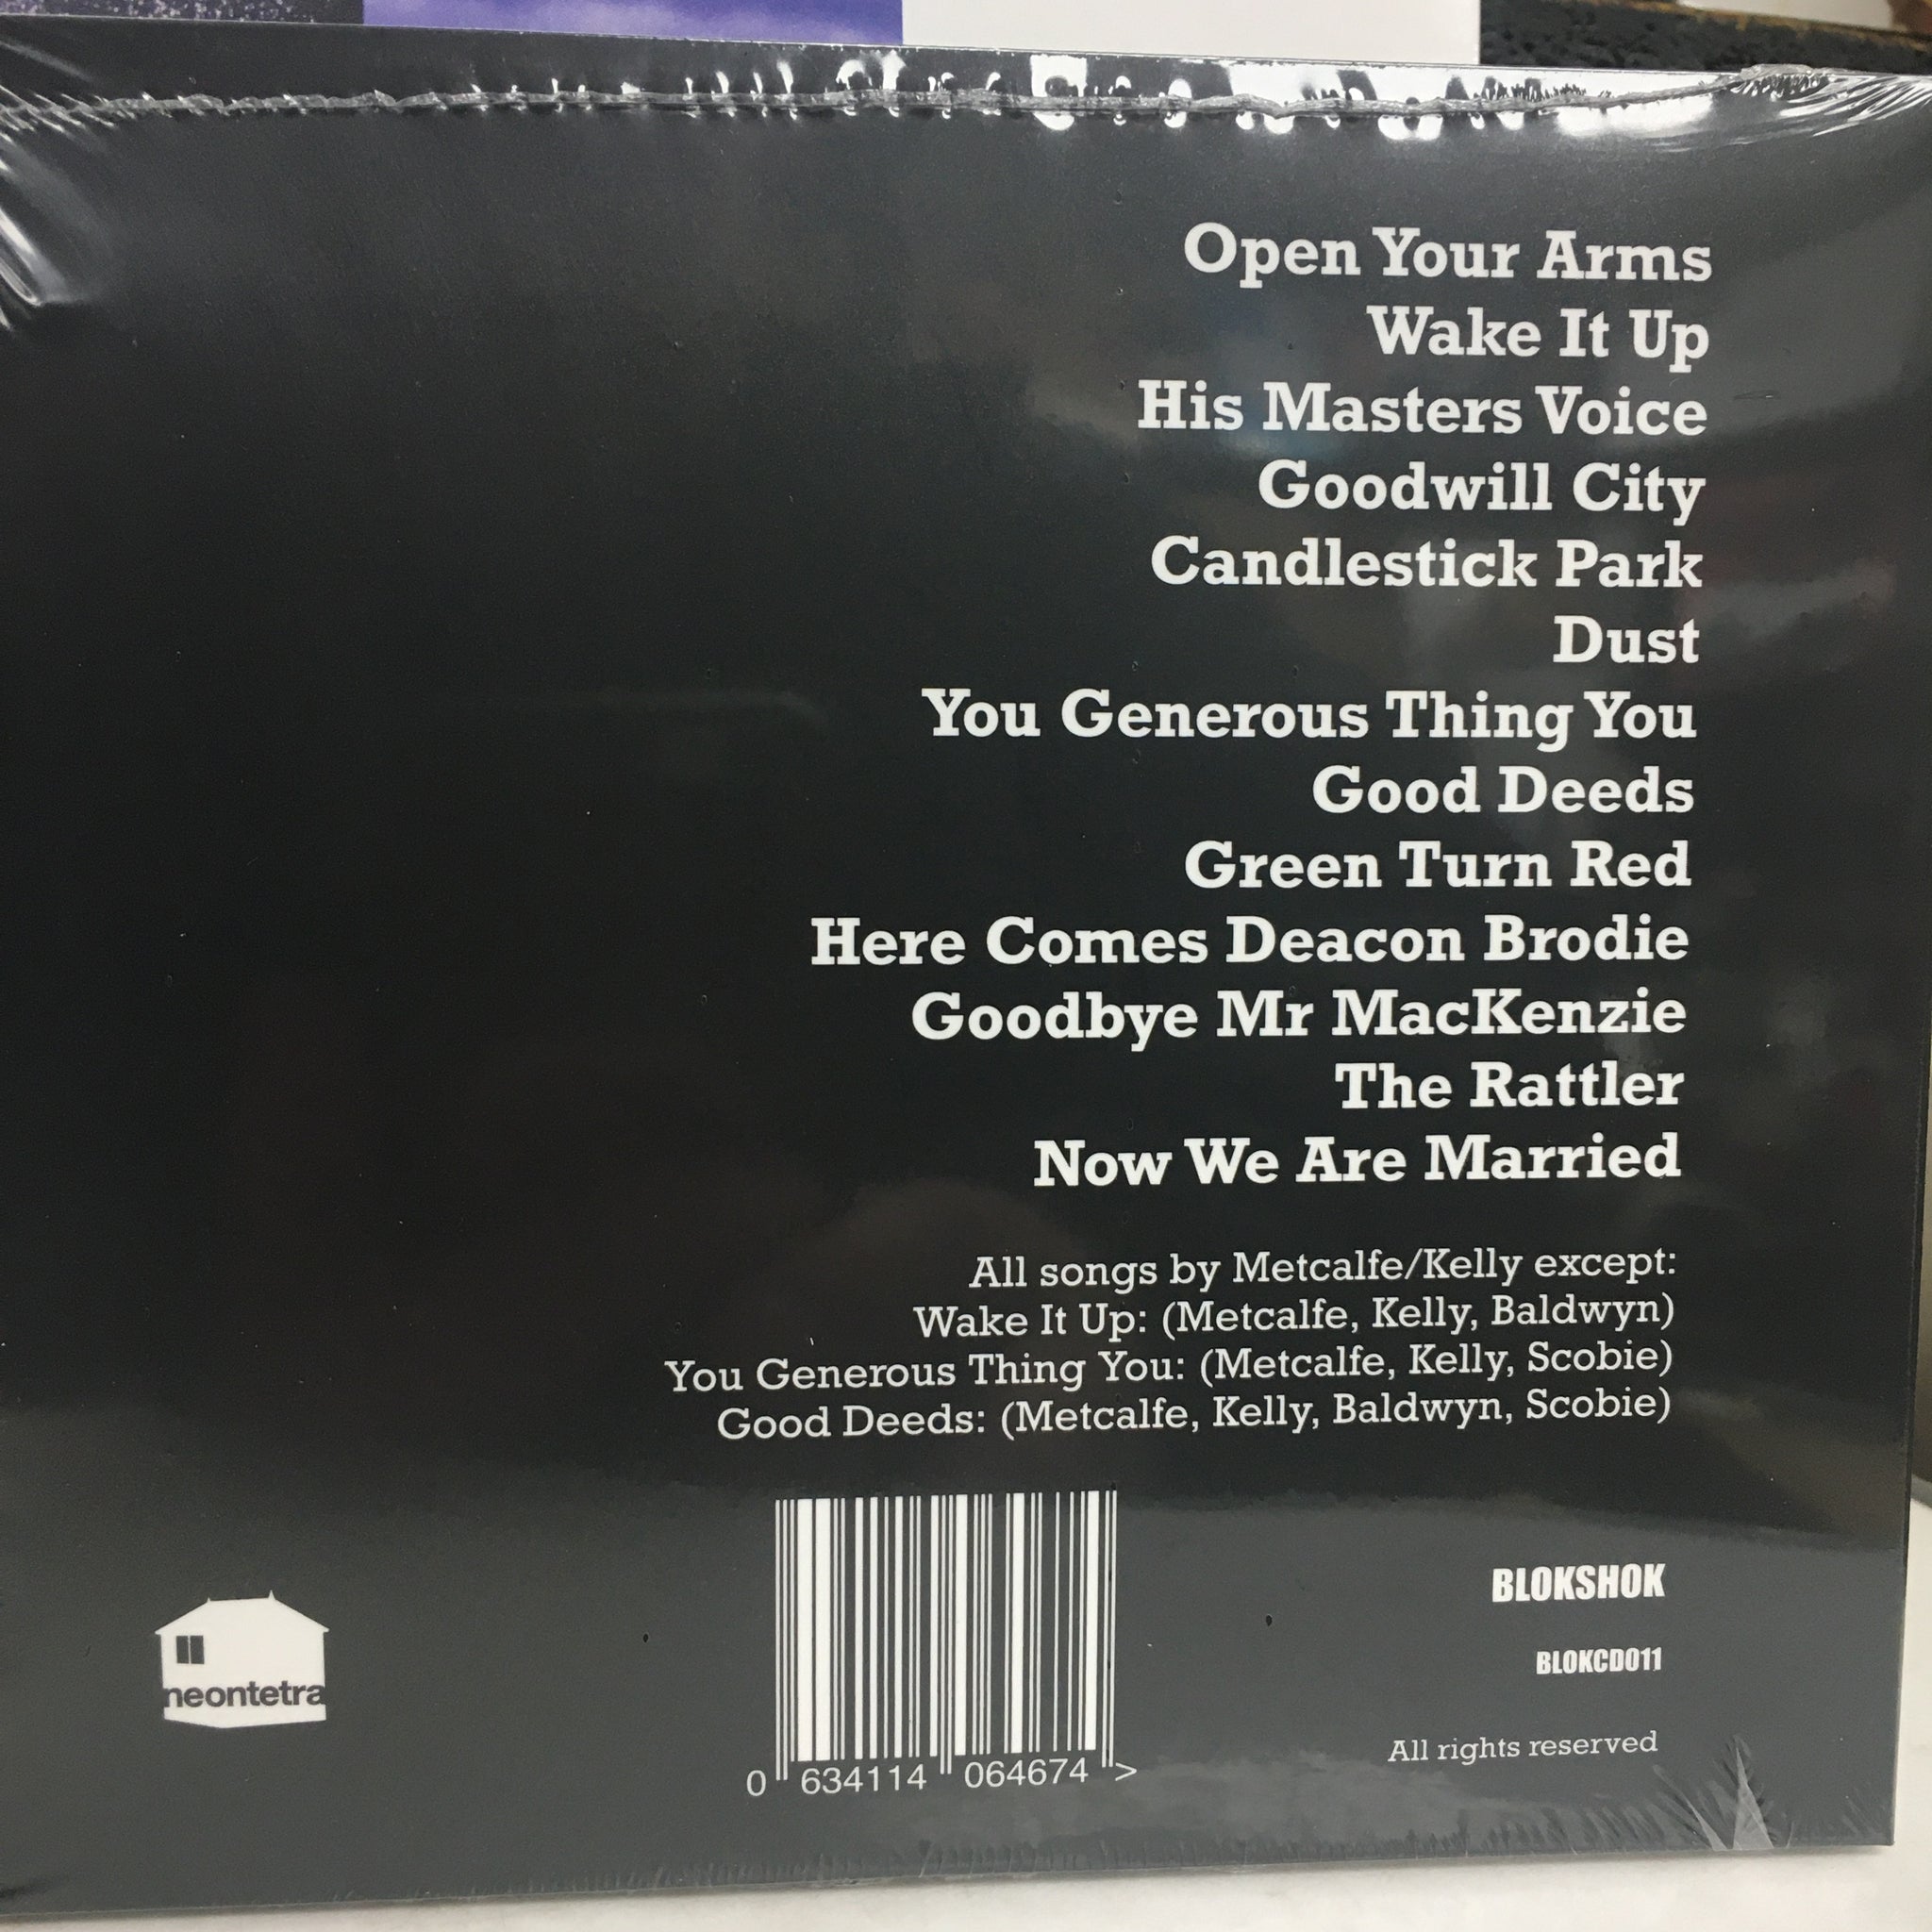 Open Your Arms
Wake It Up
His Masters Voice
Goodwill City
Candlestick Park
Dust
You Generous Thing You
Good Deeds
Green Turn Red
Here Comes Deacon Brodie
Goodbye Mr MacKenzie
The Rattler
Now We Are Married
All songs by Metcalfe/Kelly except:
Wake It Up: (Metcalfe, Kelly, Baldwyn)
You Generous Thing You: (Metcalfe, Kelly, Scobie)
Good Deeds: (Metcalfe, Kelly, Baldwyn, Scobie)
neontetra
0 634114 064674 >
BLOKSHOK
BLOKCD011
All rights reserved